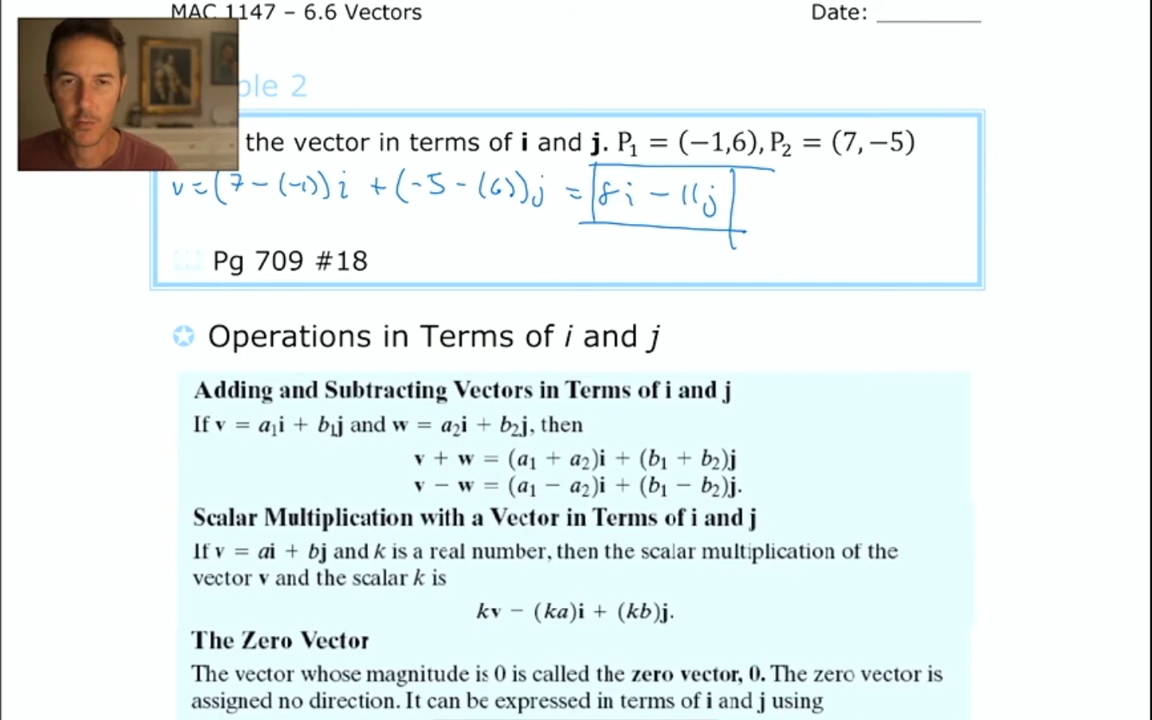 MAC 1147 – 6.6 Vectors Date: ___________
ple 2
the vector in terms of i and j. P₁ = (−1,6), P₂ = (7, −5)
v = (7 − (−1)) i + (−5 − (6)) j = 8i − 11j
Pg 709 #18
Operations in Terms of i and j
Adding and Subtracting Vectors in Terms of i and j
If v = a₁i + b₁j and w = a₂i + b₂j, then
v + w = (a₁ + a₂)i + (b₁ + b₂)j
v − w = (a₁ − a₂)i + (b₁ − b₂)j.
Scalar Multiplication with a Vector in Terms of i and j
If v = ai + bj and k is a real number, then the scalar multiplication of the
vector v and the scalar k is
kv − (ka)i + (kb)j.
The Zero Vector
The vector whose magnitude is 0 is called the zero vector, 0. The zero vector is
assigned no direction. It can be expressed in terms of i and j using